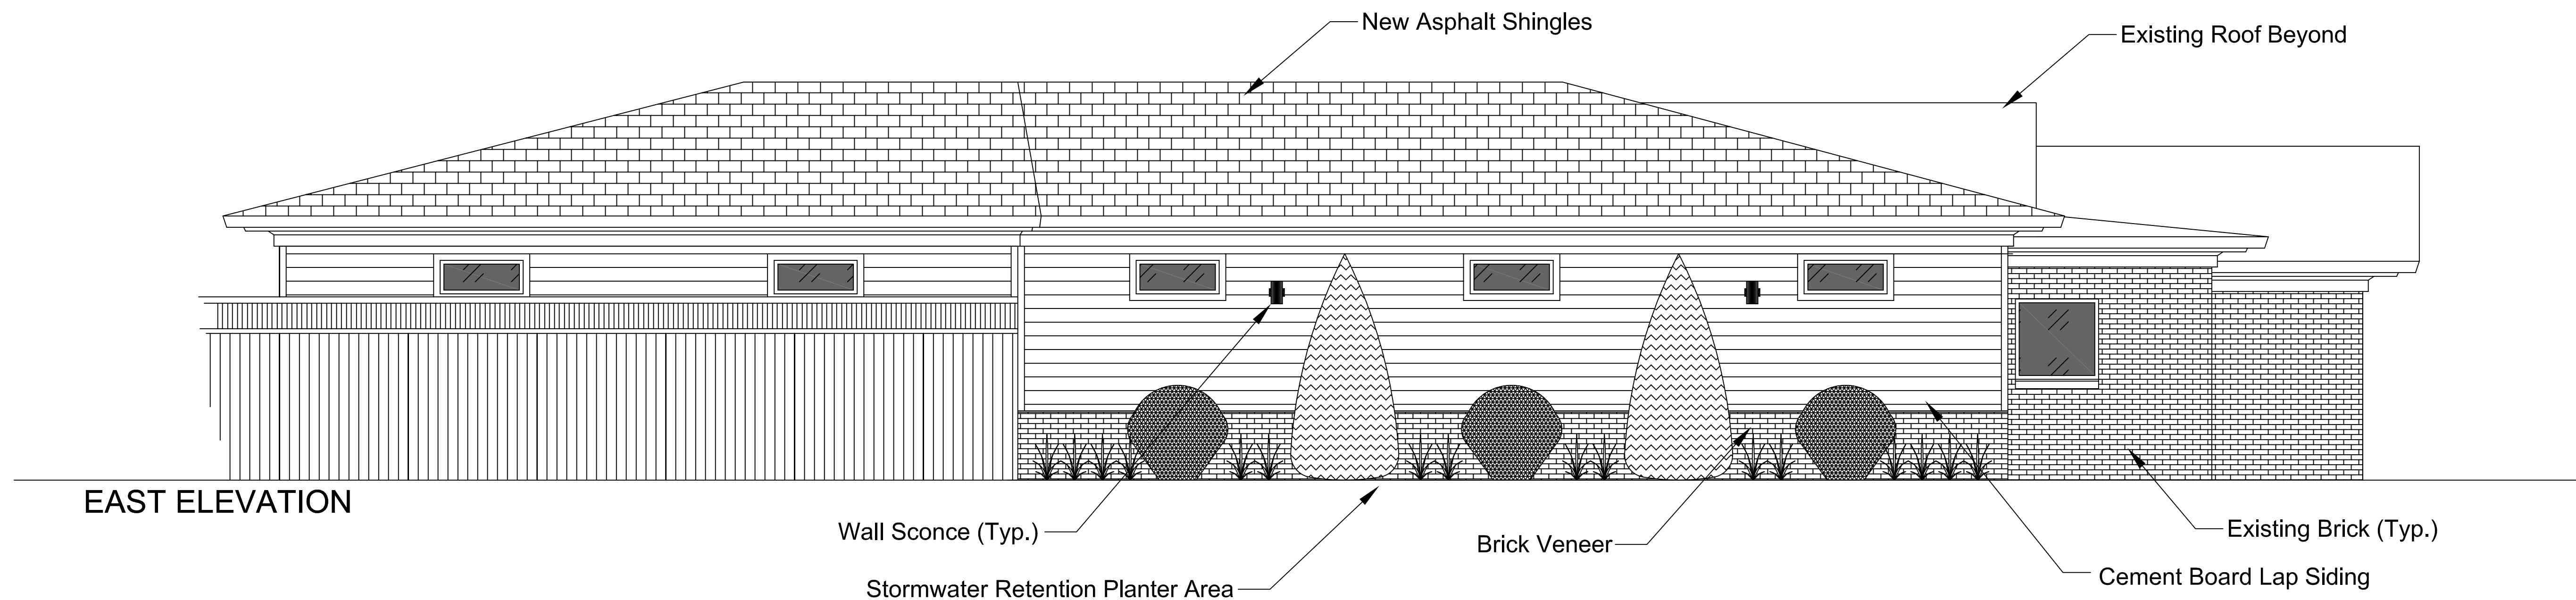 New Asphalt Shingles
Existing Roof Beyond
EAST ELEVATION
Wall Sconce (Typ.)
Brick Veneer
Existing Brick (Typ.)
Stormwater Retention Planter Area
Cement Board Lap Siding